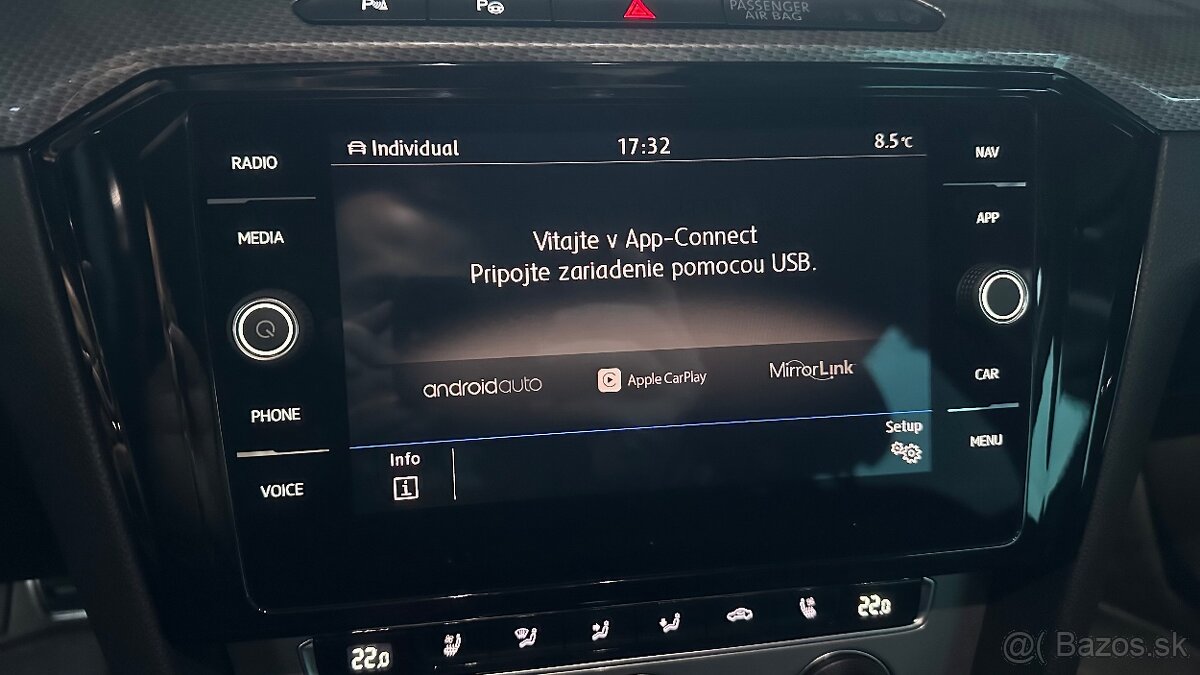 P
P
PASSENGER
AIR BAG
Individual
17:32
8.5°C
RADIO
MEDIA
PHONE
VOICE
Vitajte v App-Connect
Pripojte zariadenie pomocou USB.
androidauto
Apple CarPlay
MirrorLink
Info
i
Setup
NAV
APP
CAR
MENU
22.0
22.0
@( Bazos.sk